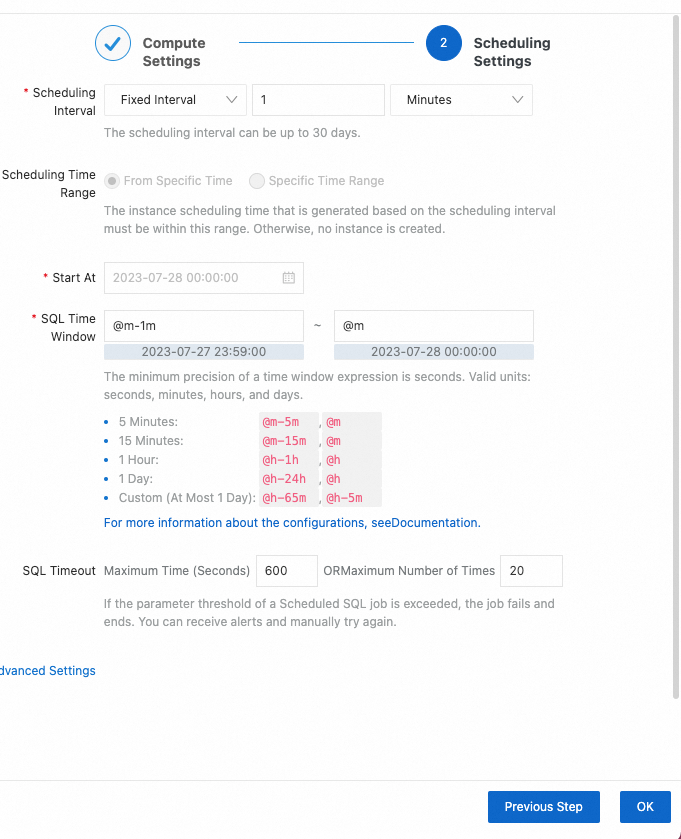 Compute
Settings
2
Scheduling
Settings
* Scheduling
Interval
Fixed Interval
1
Minutes
The scheduling interval can be up to 30 days.
Scheduling Time
Range
From Specific Time
Specific Time Range
The instance scheduling time that is generated based on the scheduling interval
must be within this range. Otherwise, no instance is created.
* Start At
2023-07-28 00:00:00
* SQL Time
Window
@m-1m
~
@m
2023-07-27 23:59:00
2023-07-28 00:00:00
The minimum precision of a time window expression is seconds. Valid units:
seconds, minutes, hours, and days.
• 5 Minutes: @m-5m , @m
• 15 Minutes: @m-15m , @m
• 1 Hour: @h-1h , @h
• 1 Day: @h-24h , @h
• Custom (At Most 1 Day): @h-65m , @h-5m
For more information about the configurations, seeDocumentation.
SQL Timeout Maximum Time (Seconds) 600 ORMaximum Number of Times 20
If the parameter threshold of a Scheduled SQL job is exceeded, the job fails and
ends. You can receive alerts and manually try again.
dvanced Settings
Previous Step
OK